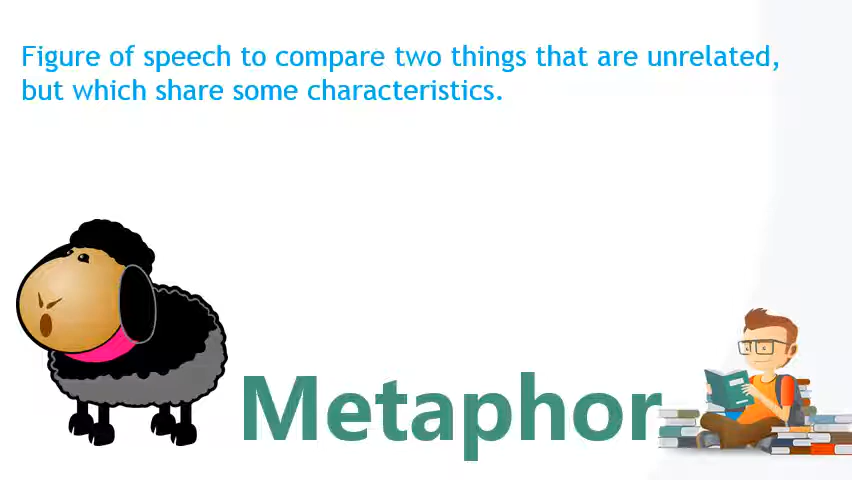 Figure of speech to compare two things that are unrelated,
but which share some characteristics.
Metaphor